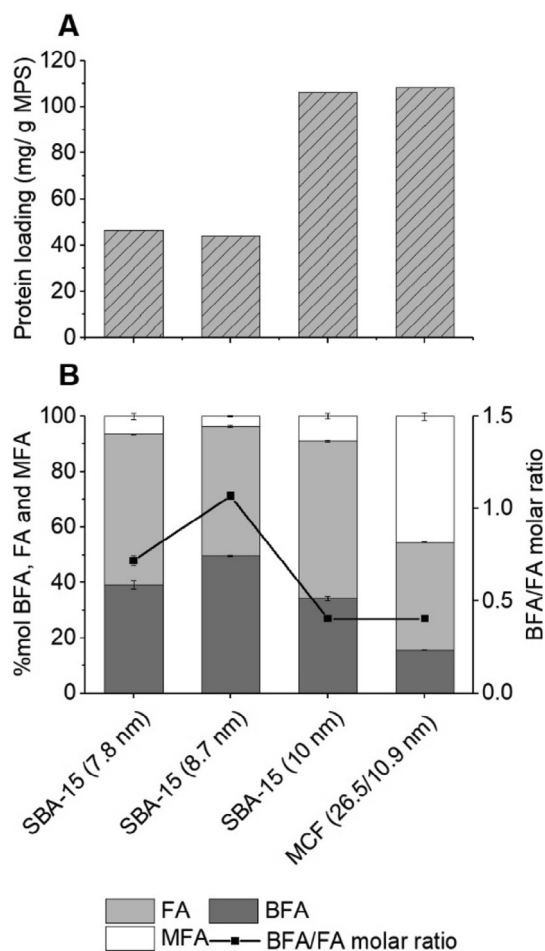 A
Protein loading (mg/ g MPS)
120
100
80
60
40
20
0
B
%mol BFA, FA and MFA
100
80
60
40
20
0
1.5
1.0
0.5
0.0
BFA/FA molar ratio
SBA-15 (7.8 nm)
SBA-15 (8.7 nm)
SBA-15 (10 nm)
MCF (26.5/10.9 nm)
FA BFA
MFA BFA/FA molar ratio